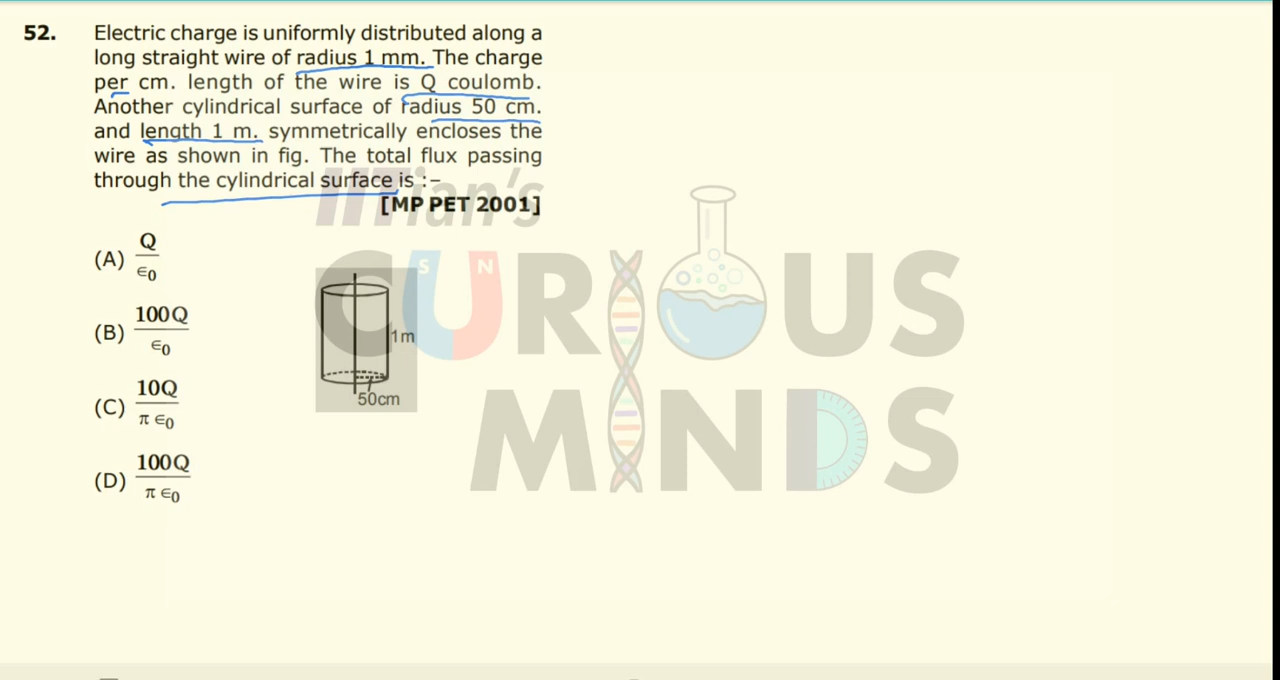 52. Electric charge is uniformly distributed along a
long straight wire of radius 1 mm. The charge
per cm. length of the wire is Q coulomb.
Another cylindrical surface of radius 50 cm.
and length 1 m. symmetrically encloses the
wire as shown in fig. The total flux passing
through the cylindrical surface is :–
[MP PET 2001]
(A) Q/∈0
(B) 100Q/∈0
(C) 10Q/π∈0
(D) 100Q/π∈0
1m
50cm
IITian's
S N
CURIOUS
MINDS